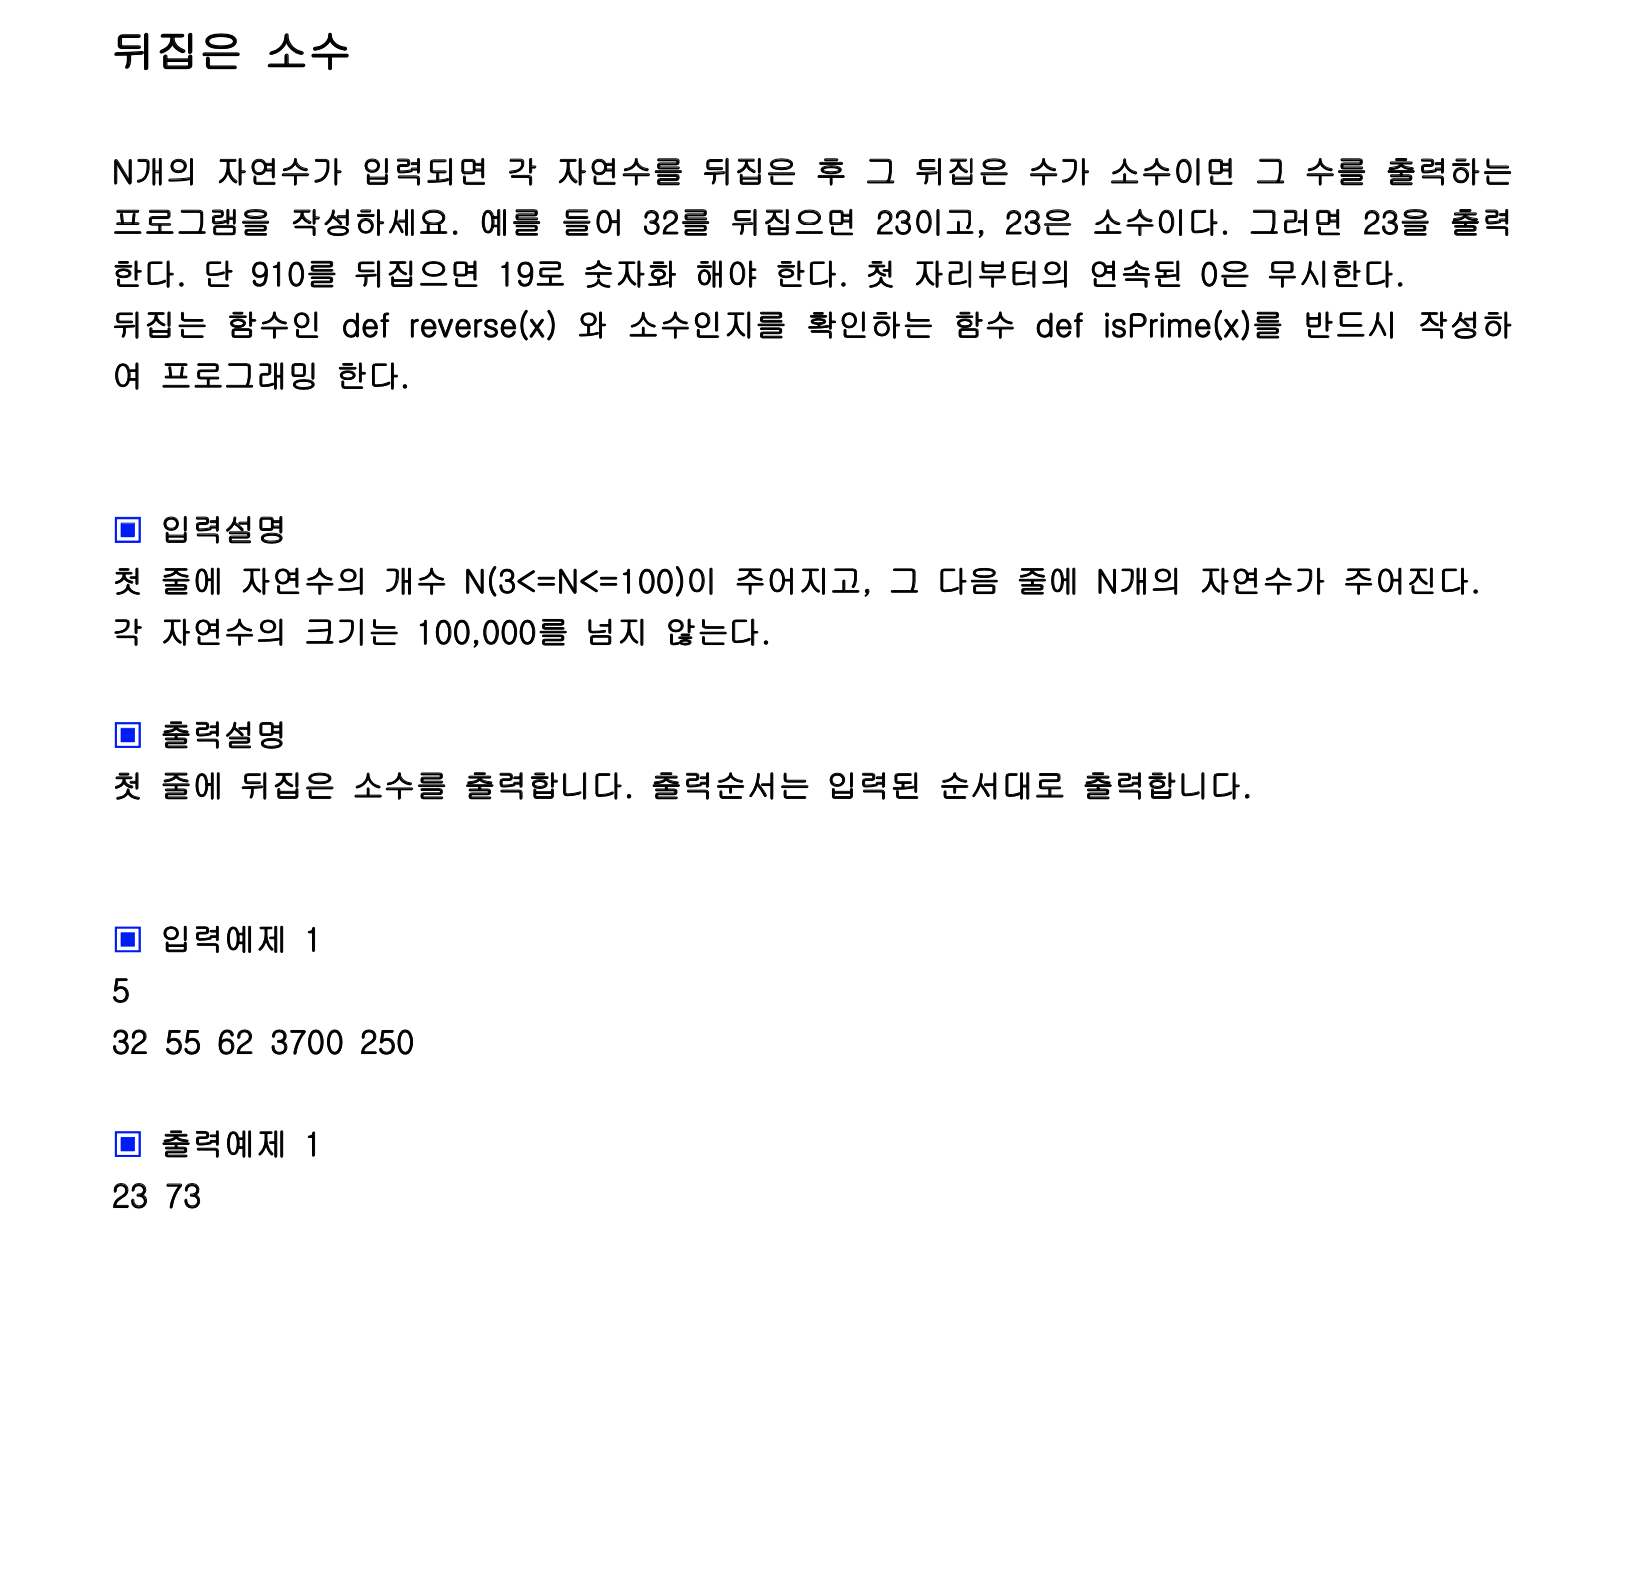 뒤집은 소수
N개의 자연수가 입력되면 각 자연수를 뒤집은 후 그 뒤집은 수가 소수이면 그 수를 출력하는
프로그램을 작성하세요. 예를 들어 32를 뒤집으면 23이고, 23은 소수이다. 그러면 23을 출력
한다. 단 910를 뒤집으면 19로 숫자화 해야 한다. 첫 자리부터의 연속된 0은 무시한다.
뒤집는 함수인 def reverse(x) 와 소수인지를 확인하는 함수 def isPrime(x)를 반드시 작성하
여 프로그래밍 한다.
▣ 입력설명
첫 줄에 자연수의 개수 N(3<=N<=100)이 주어지고, 그 다음 줄에 N개의 자연수가 주어진다.
각 자연수의 크기는 100,000를 넘지 않는다.
▣ 출력설명
첫 줄에 뒤집은 소수를 출력합니다. 출력순서는 입력된 순서대로 출력합니다.
▣ 입력예제 1
5
32 55 62 3700 250
▣ 출력예제 1
23 73